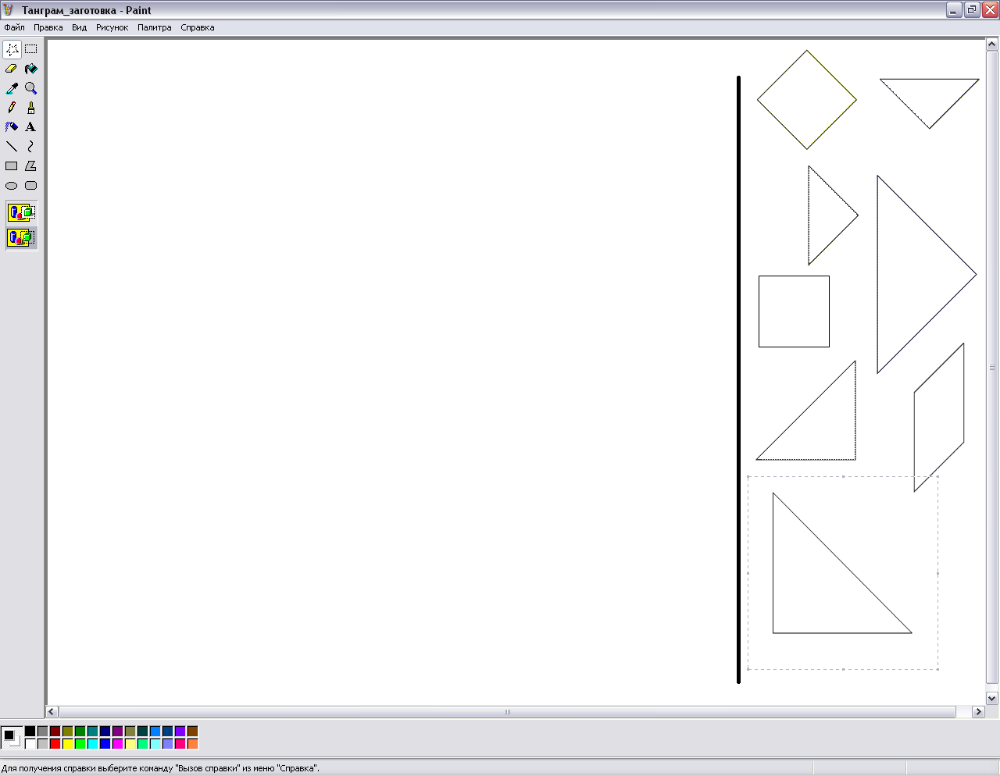 Танграм_заготовка - Paint
Файл Правка Вид Рисунок Палитра Справка
A
Для получения справки выберите команду "Вызов справки" из меню "Справка".